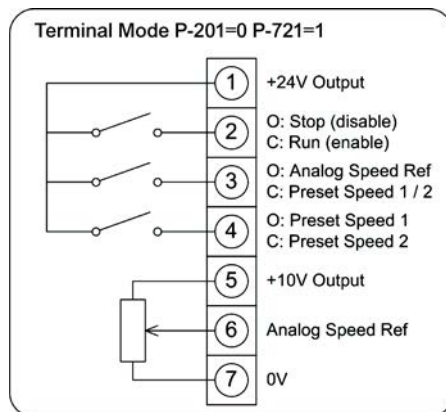 Terminal Mode P-201=0 P-721=1
1 +24V Output
2 O: Stop (disable)
C: Run (enable)
3 O: Analog Speed Ref
C: Preset Speed 1 / 2
4 O: Preset Speed 1
C: Preset Speed 2
5 +10V Output
6 Analog Speed Ref
7 0V